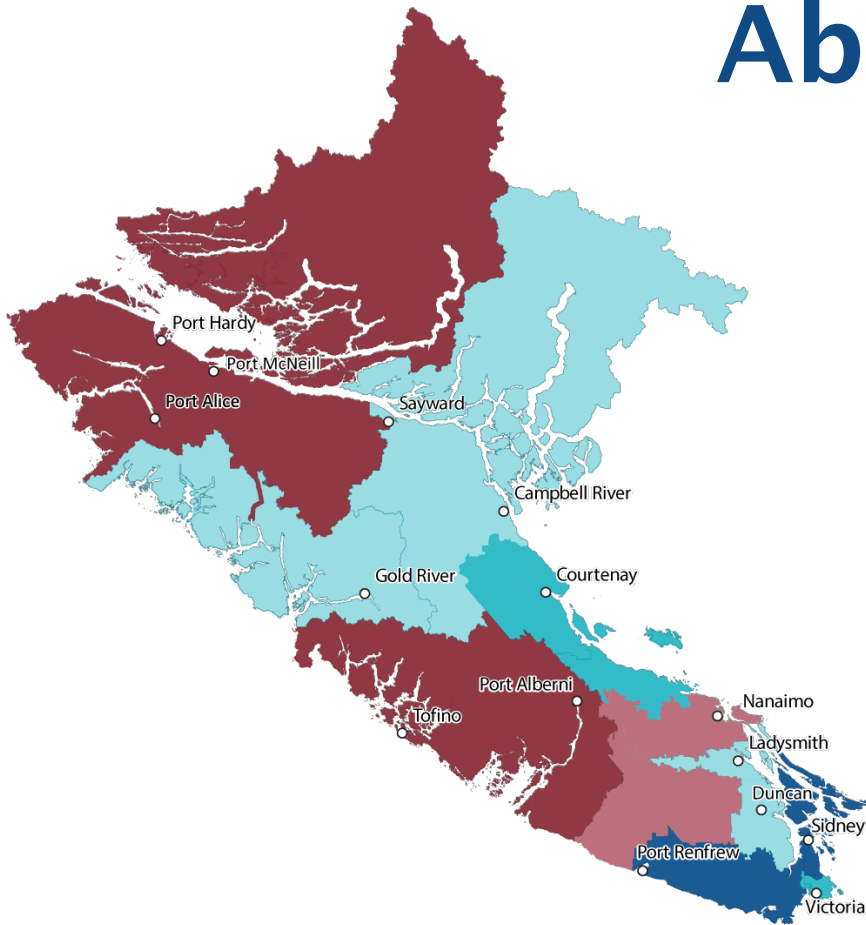 Ab
Port Hardy
Port McNeill
Port Alice
Sayward
Campbell River
Gold River
Courtenay
Port Alberni
Tofino
Nanaimo
Ladysmith
Duncan
Sidney
Port Renfrew
Victoria